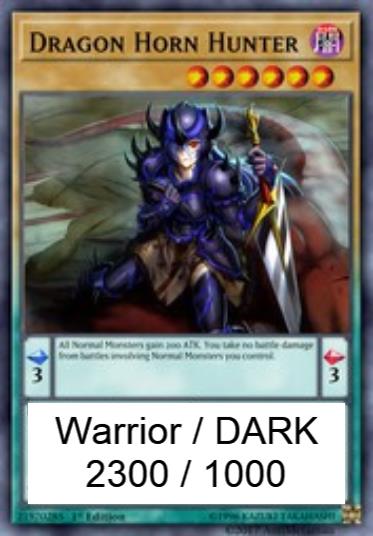 DRAGON HORN HUNTER
All Normal Monsters gain 200 ATK. You take no battle damage
from battles involving Normal Monsters you control.
3
3
Warrior / DARK
2300 / 1000
1st Edition
©1996 KAZUKI TAKAHASHI